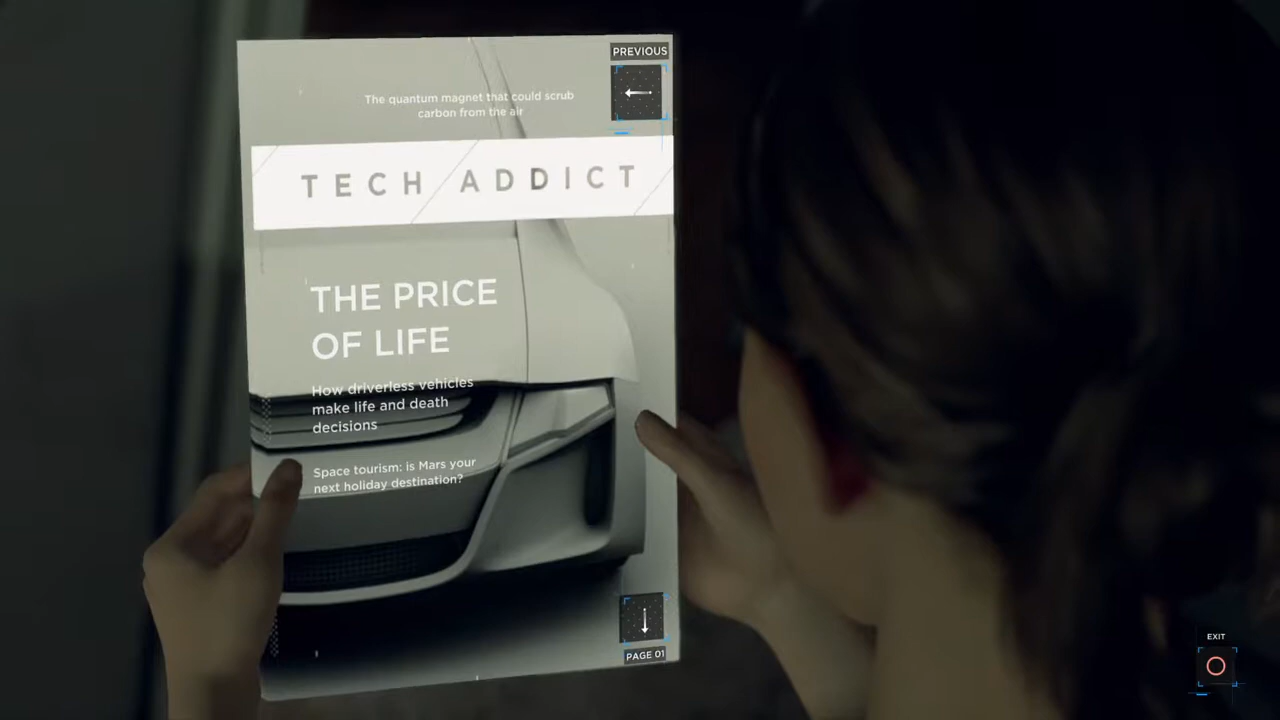 PREVIOUS
The quantum magnet that could scrub
carbon from the air
TECH ADDICT
THE PRICE
OF LIFE
How driverless vehicles
make life and death
decisions
Space tourism: is Mars your
next holiday destination?
PAGE 01
EXIT